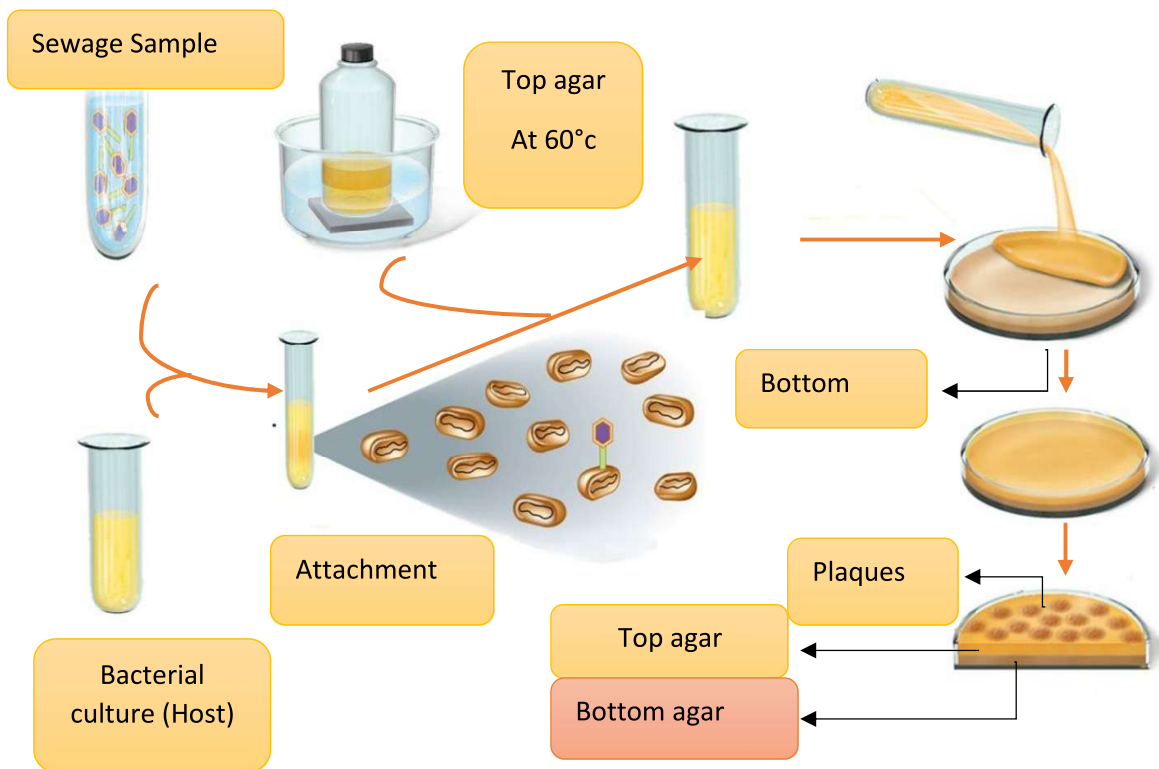 Sewage Sample
Top agar
At 60°c
Bottom
Attachment
Plaques
Bacterial
culture (Host)
Top agar
Bottom agar